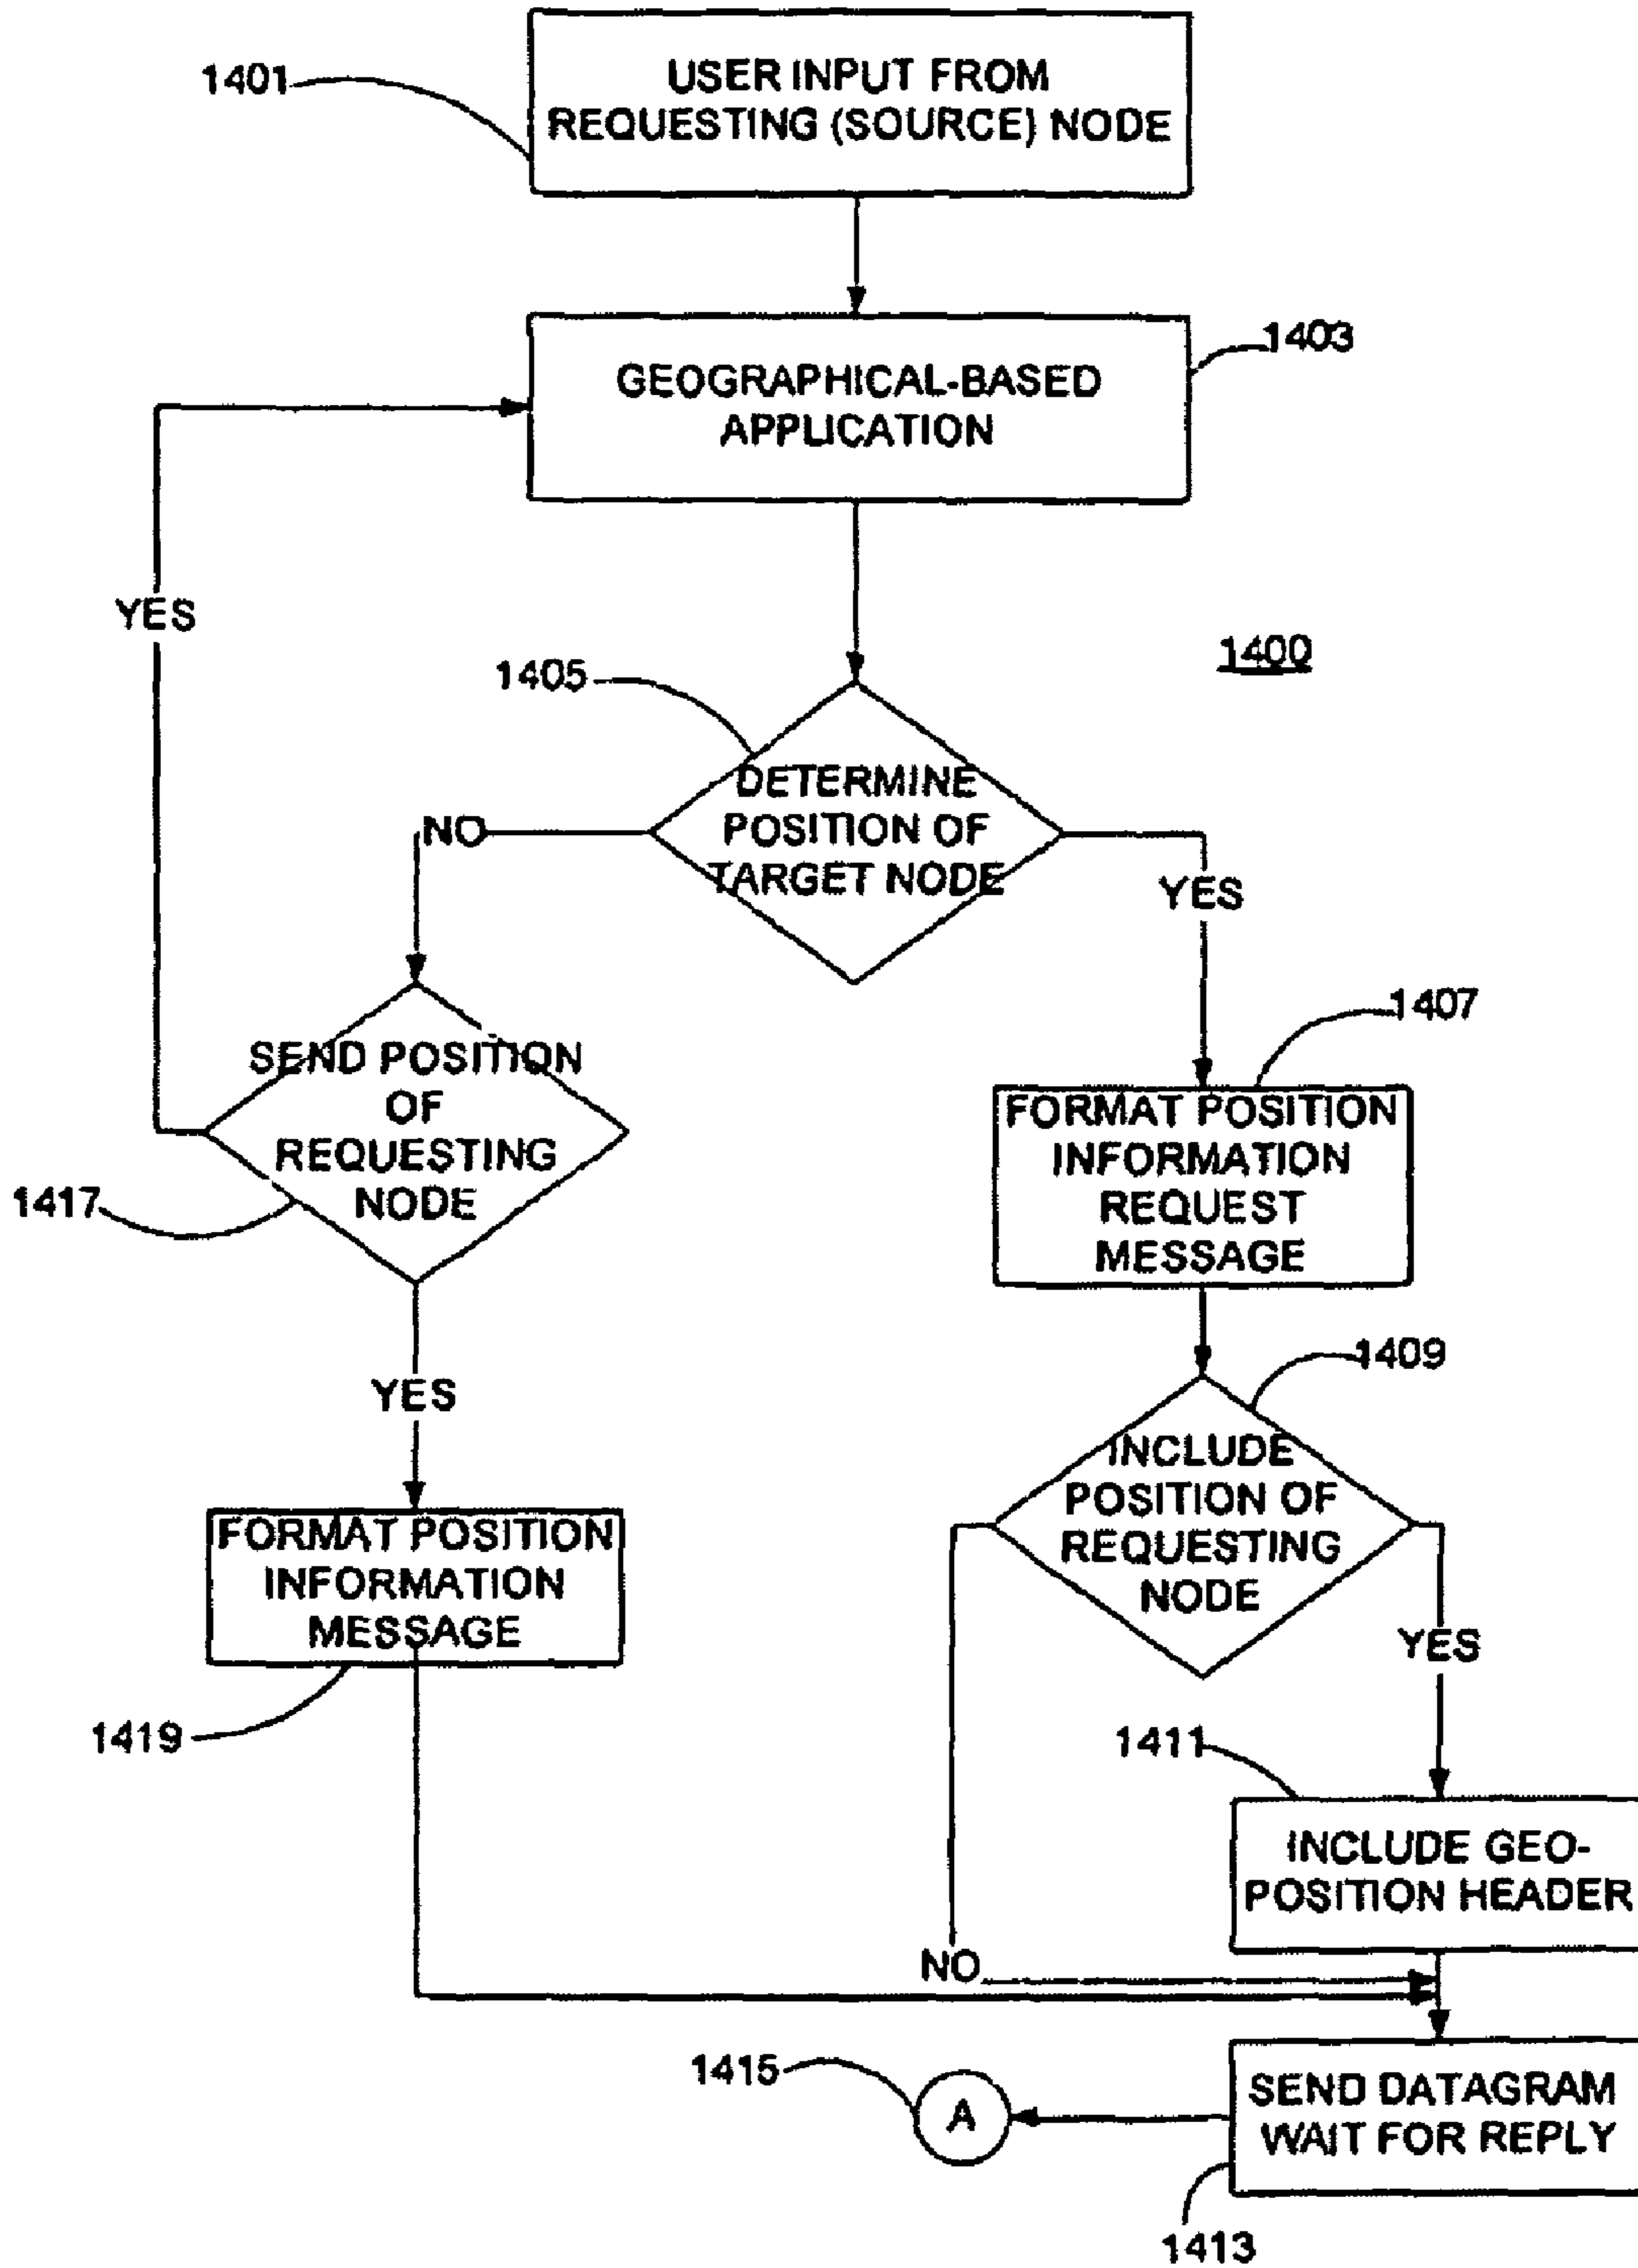 1401
USER INPUT FROM
REQUESTING (SOURCE) NODE
1403
GEOGRAPHICAL-BASED
APPLICATION
YES
1400
1405
DETERMINE
POSITION OF
TARGET NODE
NO
YES
1407
SEND POSITION
OF
REQUESTING
NODE
1417
FORMAT POSITION
INFORMATION
REQUEST
MESSAGE
1409
YES
INCLUDE
POSITION OF
REQUESTING
NODE
FORMAT POSITION
INFORMATION
MESSAGE
YES
1419
1411
INCLUDE GEO-
POSITION HEADER
NO
1415
A
SEND DATAGRAM
WAIT FOR REPLY
1413